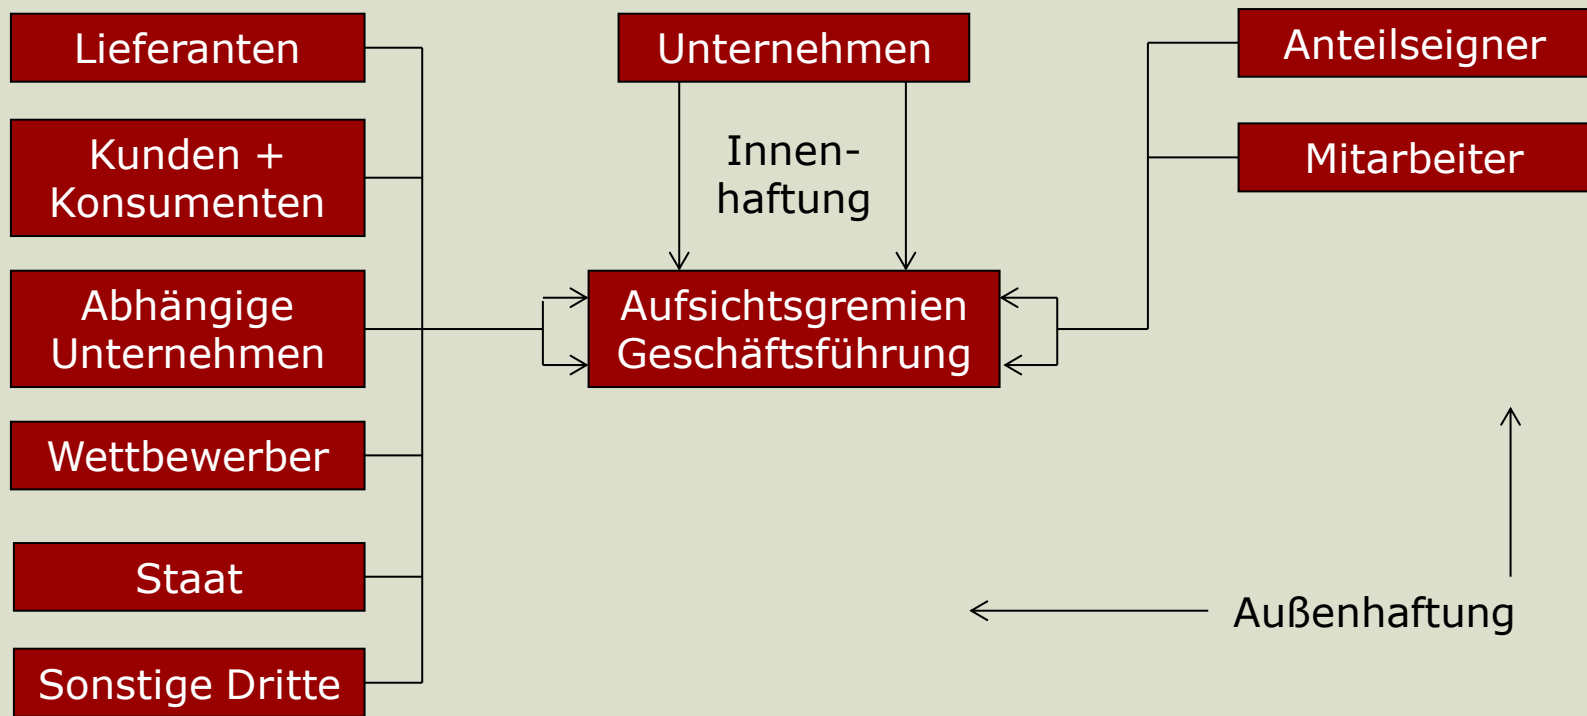 Lieferanten
Kunden +
Konsumenten
Abhängige
Unternehmen
Wettbewerber
Staat
Sonstige Dritte
Unternehmen
Innen-
haftung
Aufsichtsgremien
Geschäftsführung
Anteilseigner
Mitarbeiter
Außenhaftung